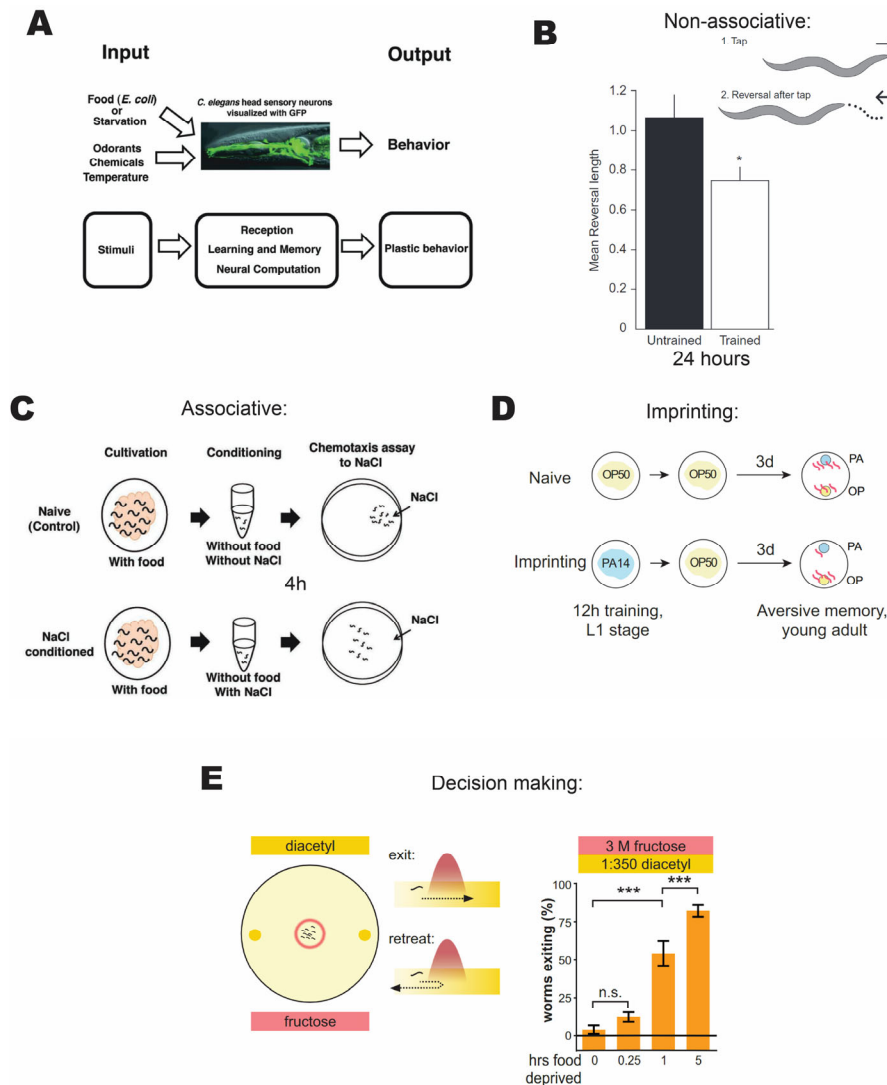 A
Input
Output
Food (E. coli)
or
Starvation
Odorants
Chemicals
Temperature
C. elegans head sensory neurons
visualized with GFP
Behavior
Stimuli
Reception
Learning and Memory
Neural Computation
Plastic behavior
B
Non-associative:
1. Tap
2. Reversal after tap
Mean Reversal length
1.2
1.0
0.8
0.6
0.4
0.2
0
*
Untrained Trained
24 hours
C
Associative:
Cultivation
Conditioning
Chemotaxis assay
to NaCl
Naive
(Control)
With food
Without food
Without NaCl
NaCl
4h
NaCl
conditioned
With food
Without food
With NaCl
NaCl
D
Imprinting:
Naive
OP50
OP50
3d
PA
OP
Imprinting
PA14
OP50
3d
PA
OP
12h training,
L1 stage
Aversive memory,
young adult
E
Decision making:
diacetyl
fructose
exit:
retreat:
3 M fructose
1:350 diacetyl
worms exiting (%)
100
75
50
25
0
n.s.
***
***
hrs food
deprived
0 0.25 1 5